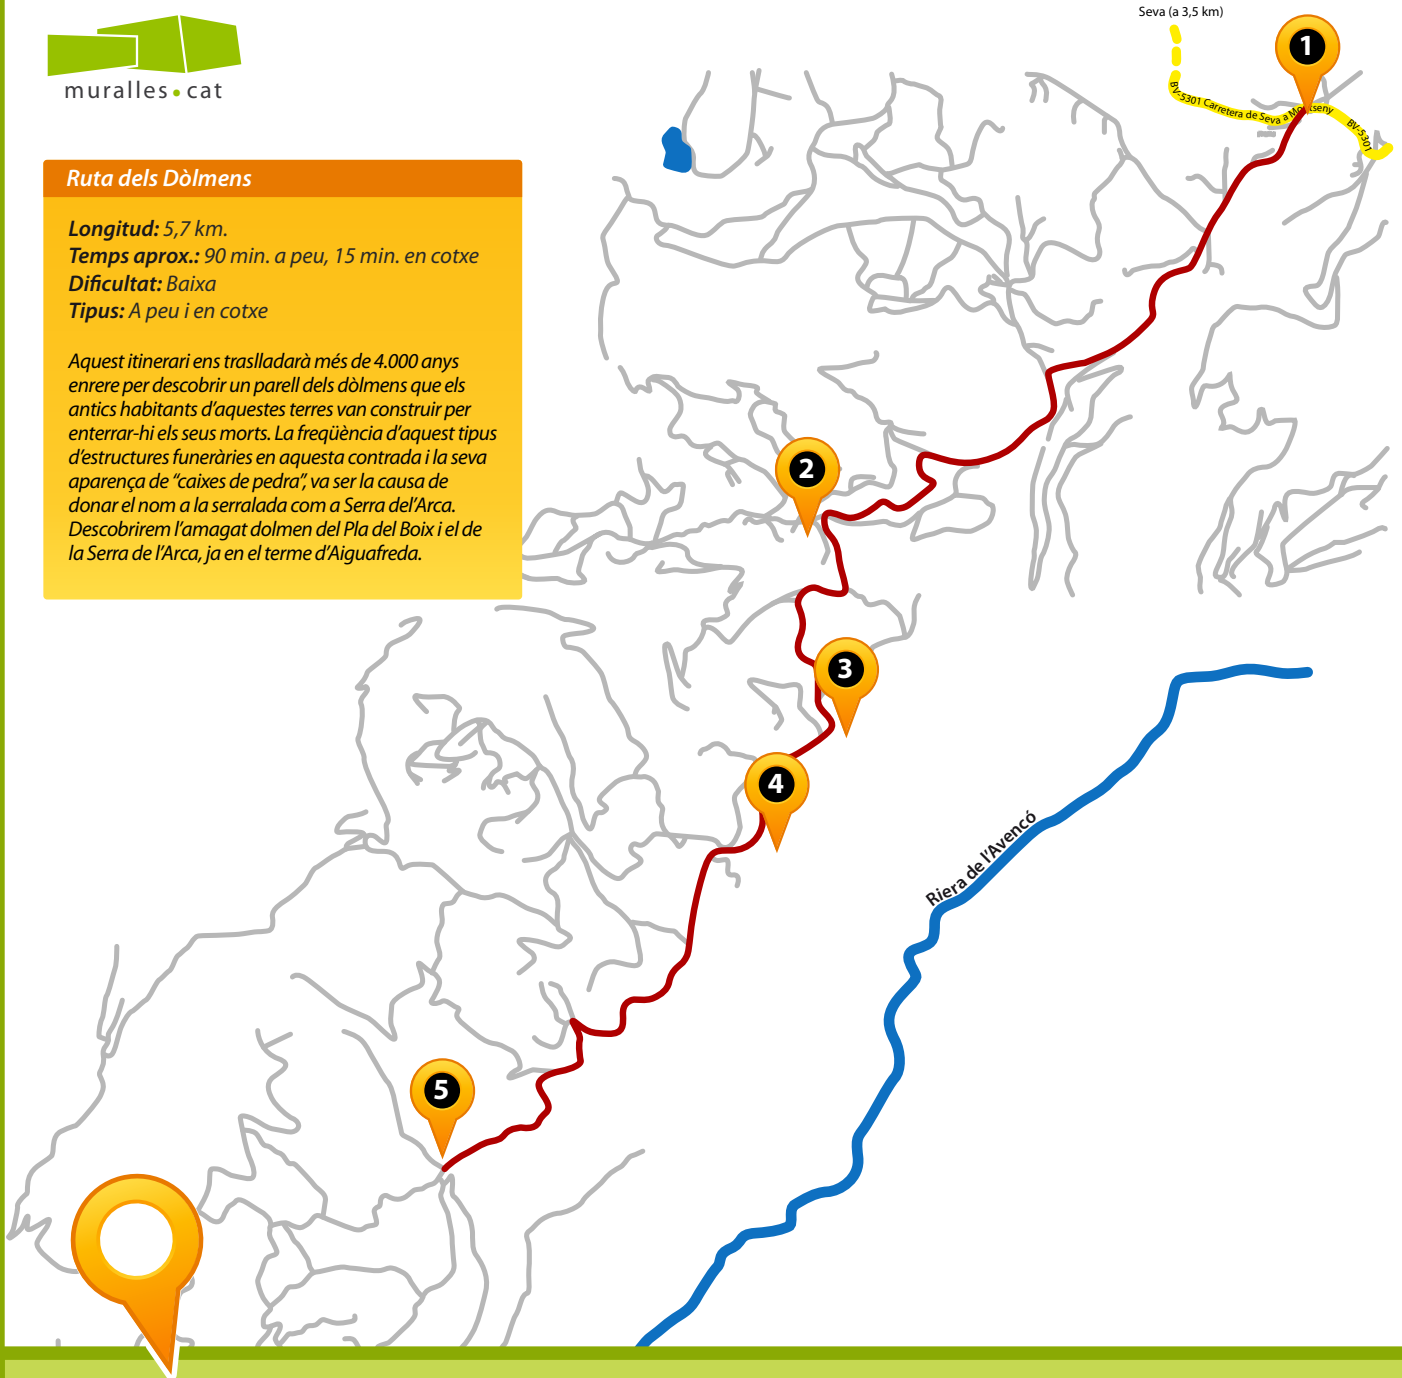 Seva (a 3,5 km)
1
muralles•cat
BV-5301 Carretera de Seva a Montseny
BV-5301
Ruta dels Dòlmens
Longitud: 5,7 km.
Temps aprox.: 90 min. a peu, 15 min. en cotxe
Dificultat: Baixa
Tipus: A peu i en cotxe
Aquest itinerari ens traslladarà més de 4.000 anys
enrere per descobrir un parell dels dòlmens que els
antics habitants d’aquestes terres van construir per
enterrar-hi els seus morts. La freqüència d’aquest tipus
d’estructures funeràries en aquesta contrada i la seva
aparença de “caixes de pedra”, va ser la causa de
donar el nom a la serralada com a Serra del’Arca.
Descobrirem l’amagat dolmen del Pla del Boix i el de
la Serra de l’Arca, ja en el terme d’Aiguafreda.
2
3
4
Riera de l’Avencó
5